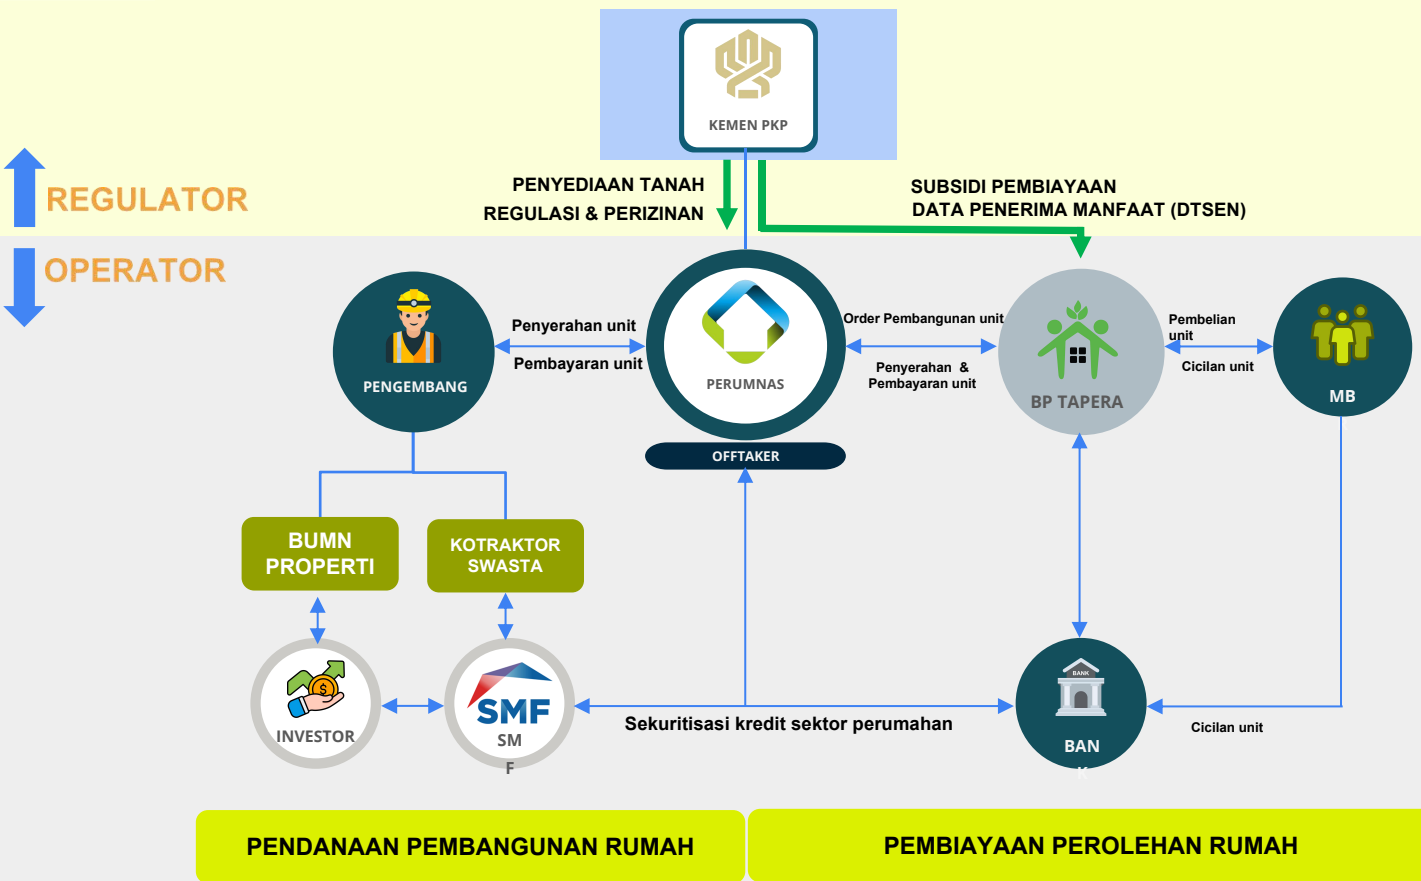 KEMEN PKP
PENYEDIAAN TANAH
REGULASI & PERIZINAN
SUBSIDI PEMBIAYAAN
DATA PENERIMA MANFAAT (DTSEN)
REGULATOR
OPERATOR
PENGEMBANG
Penyerahan unit
Pembayaran unit
PERUMNAS
OFFTAKER
Order Pembangunan unit
Penyerahan &
Pembayaran unit
BP TAPERA
Pembelian
unit
Cicilan unit
MB
BUMN
PROPERTI
KOTRAKTOR
SWASTA
INVESTOR
SMF
SM
F
Sekuritisasi kredit sektor perumahan
BANK
BAN
K
Cicilan unit
PENDANAAN PEMBANGUNAN RUMAH
PEMBIAYAAN PEROLEHAN RUMAH